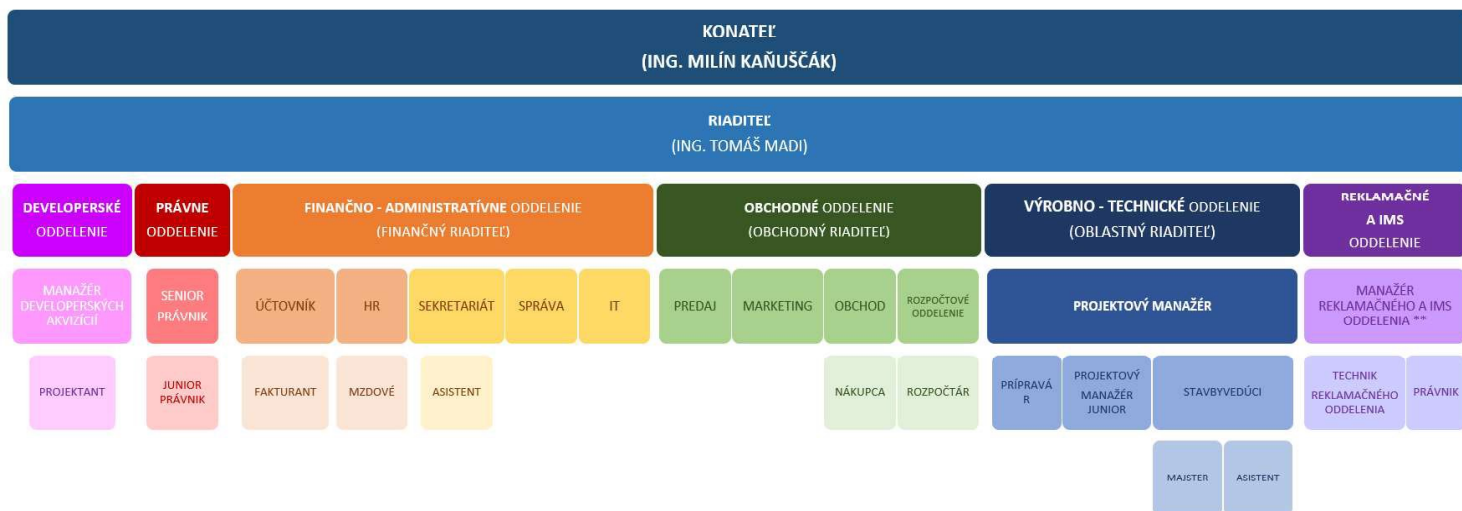 KONATEĽ
(ING. MILÍN KAŇUŠČÁK)
RIADITEĽ
(ING. TOMÁŠ MADI)
DEVELOPERSKÉ
ODDELENIE
PRÁVNE
ODDELENIE
FINANČNO - ADMINISTRATÍVNE ODDELENIE
(FINANČNÝ RIADITEĽ)
OBCHODNÉ ODDELENIE
(OBCHODNÝ RIADITEĽ)
VÝROBNO - TECHNICKÉ ODDELENIE
(OBLASTNÝ RIADITEĽ)
REKLAMAČNÉ
A IMS
ODDELENIE
MANAŽÉR
DEVELOPERSKÝCH
AKVIZÍCIÍ
SENIOR
PRÁVNIK
ÚČTOVNÍK
HR
SEKRETARIÁT
SPRÁVA
IT
PREDAJ
MARKETING
OBCHOD
ROZPOČTOVÉ
ODDELENIE
PROJEKTOVÝ MANAŽÉR
MANAŽÉR
REKLAMAČNÉHO A IMS
ODDELENIA **
PROJEKTANT
JUNIOR
PRÁVNIK
FAKTURANT
MZDOVÉ
ASISTENT
NÁKUPCA
ROZPOČTÁR
PRÍPRAVÁ
R
PROJEKTOVÝ
MANAŽÉR
JUNIOR
STAVBYVEDÚCI
TECHNIK
REKLAMAČNÉHO
ODDELENIA
PRÁVNIK
MAJSTER
ASISTENT